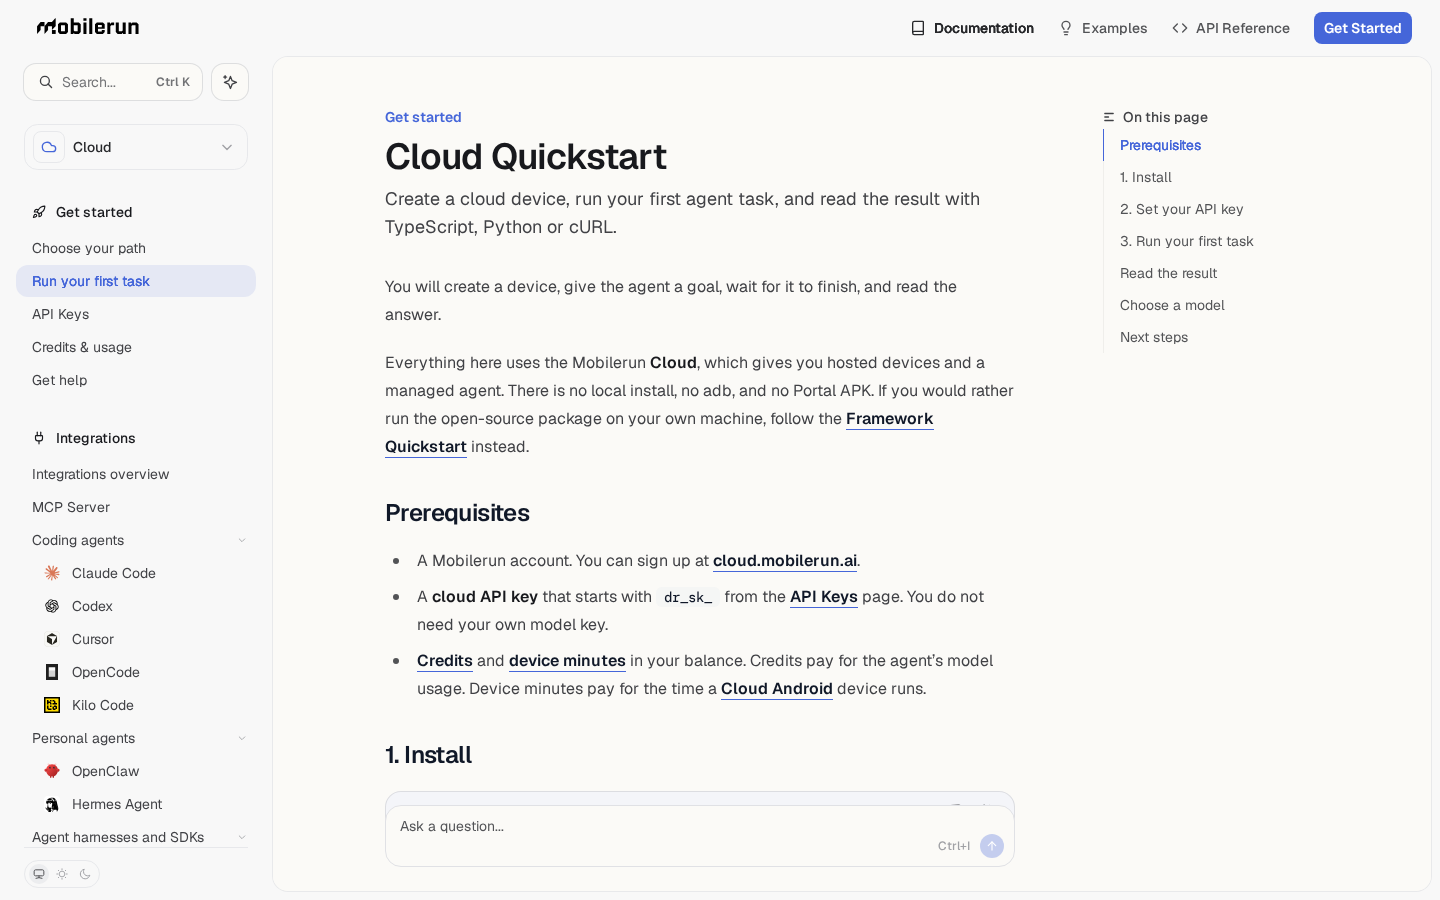 mobilerun
Documentation
Examples
API Reference
Get Started
Search...
Ctrl K
Cloud
Get started
Choose your path
Run your first task
API Keys
Credits & usage
Get help
Integrations
Integrations overview
MCP Server
Coding agents
Claude Code
Codex
Cursor
OpenCode
Kilo Code
Personal agents
OpenClaw
Hermes Agent
Agent harnesses and SDKs
Get started
Cloud Quickstart
Create a cloud device, run your first agent task, and read the result with
TypeScript, Python or cURL.
You will create a device, give the agent a goal, wait for it to finish, and read the
answer.
Everything here uses the Mobilerun Cloud, which gives you hosted devices and a
managed agent. There is no local install, no adb, and no Portal APK. If you would rather
run the open-source package on your own machine, follow the Framework
Quickstart instead.
Prerequisites
A Mobilerun account. You can sign up at cloud.mobilerun.ai.
A cloud API key that starts with dr_sk_ from the API Keys page. You do not
need your own model key.
Credits and device minutes in your balance. Credits pay for the agent's model
usage. Device minutes pay for the time a Cloud Android device runs.
1. Install
Ask a question...
Ctrl+I
On this page
Prerequisites
1. Install
2. Set your API key
3. Run your first task
Read the result
Choose a model
Next steps